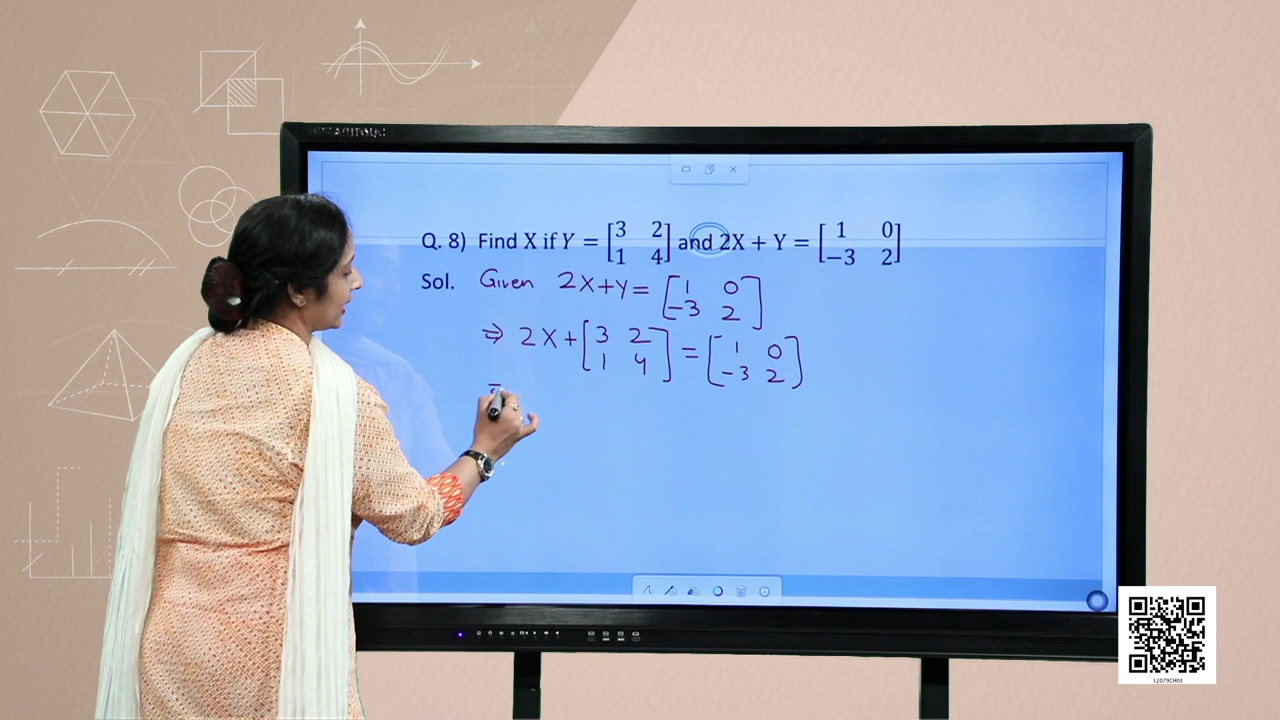 Q. 8) Find X if Y = [3 2 1 4] and 2X + Y = [1 0 −3 2]
Sol. Given 2X+Y= [1 0 -3 2]
⇒ 2X+[3 2 1 4] = [1 0 -3 2]
12079CH03